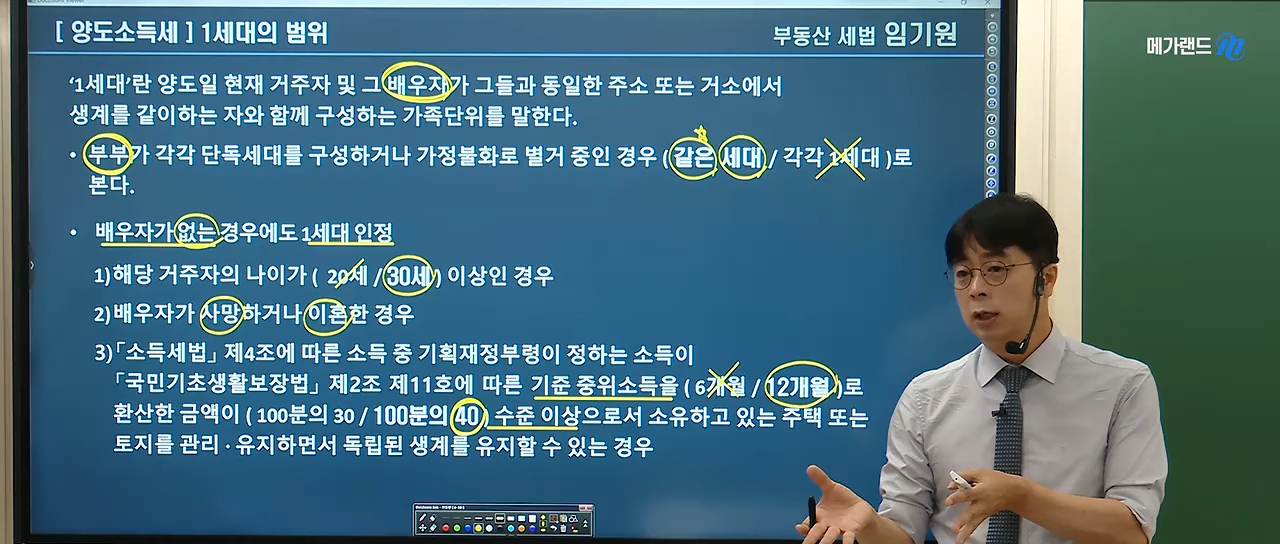 [ 양도소득세 ] 1세대의 범위
부동산 세법 임기원
메가랜드
'1세대'란 양도일 현재 거주자 및 그 배우자가 그들과 동일한 주소 또는 거소에서
생계를 같이하는 자와 함께 구성하는 가족단위를 말한다.
• 부부가 각각 단독세대를 구성하거나 가정불화로 별거 중인 경우 ( 같은 세대 / 각각 1세대 )로
본다.
• 배우자가 없는 경우에도 1세대 인정
1)해당 거주자의 나이가 ( 20세 / 30세 ) 이상인 경우
2)배우자가 사망하거나 이혼한 경우
3)「소득세법」 제4조에 따른 소득 중 기획재정부령이 정하는 소득이
「국민기초생활보장법」 제2조 제11호에 따른 기준 중위소득을 ( 6개월 / 12개월 )로
환산한 금액이 ( 100분의 30 / 100분의 40 ) 수준 이상으로서 소유하고 있는 주택 또는
토지를 관리 · 유지하면서 독립된 생계를 유지할 수 있는 경우